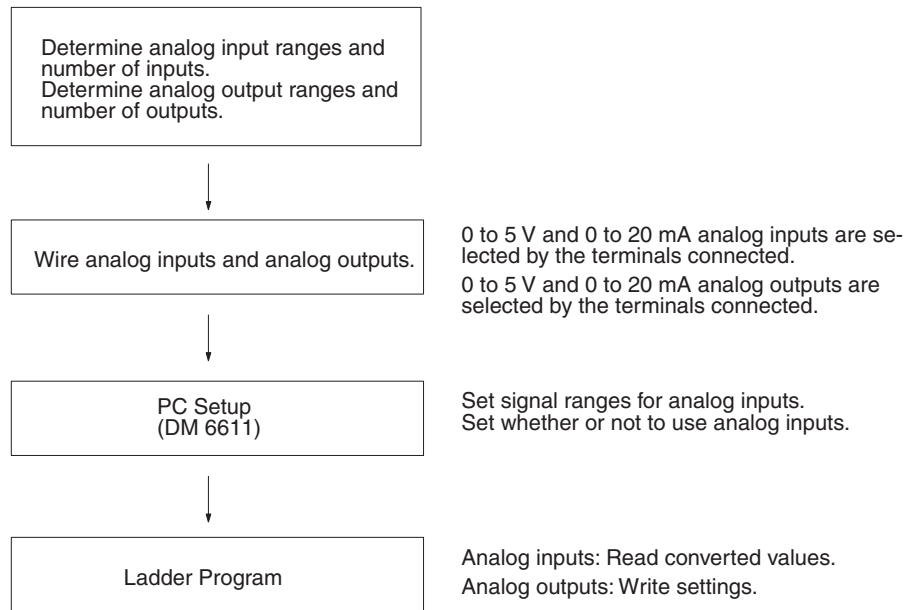 Determine analog input ranges and
number of inputs.
Determine analog output ranges and
number of outputs.
Wire analog inputs and analog outputs.
0 to 5 V and 0 to 20 mA analog inputs are se-
lected by the terminals connected.
0 to 5 V and 0 to 20 mA analog outputs are
selected by the terminals connected.
PC Setup
(DM 6611)
Set signal ranges for analog inputs.
Set whether or not to use analog inputs.
Ladder Program
Analog inputs: Read converted values.
Analog outputs: Write settings.